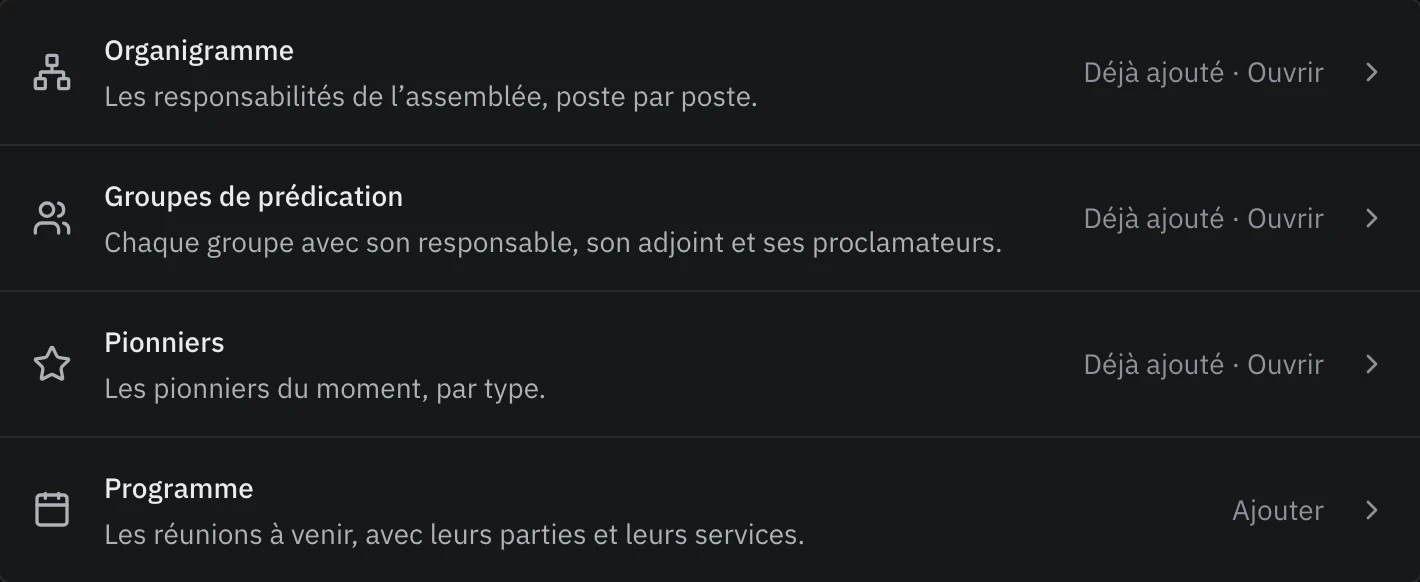 Organigramme
Les responsabilités de l’assemblée, poste par poste.
Déjà ajouté · Ouvrir
Groupes de prédication
Chaque groupe avec son responsable, son adjoint et ses proclamateurs.
Déjà ajouté · Ouvrir
Pionniers
Les pionniers du moment, par type.
Déjà ajouté · Ouvrir
Programme
Les réunions à venir, avec leurs parties et leurs services.
Ajouter